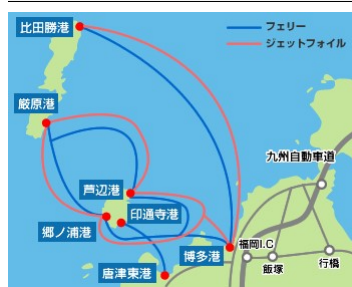 比田勝港
フェリー
ジェットフォイル
厳原港
九州自動車道
芦辺港
印通寺港
郷ノ浦港
唐津東港
博多港
福岡I.C
飯塚
行橋